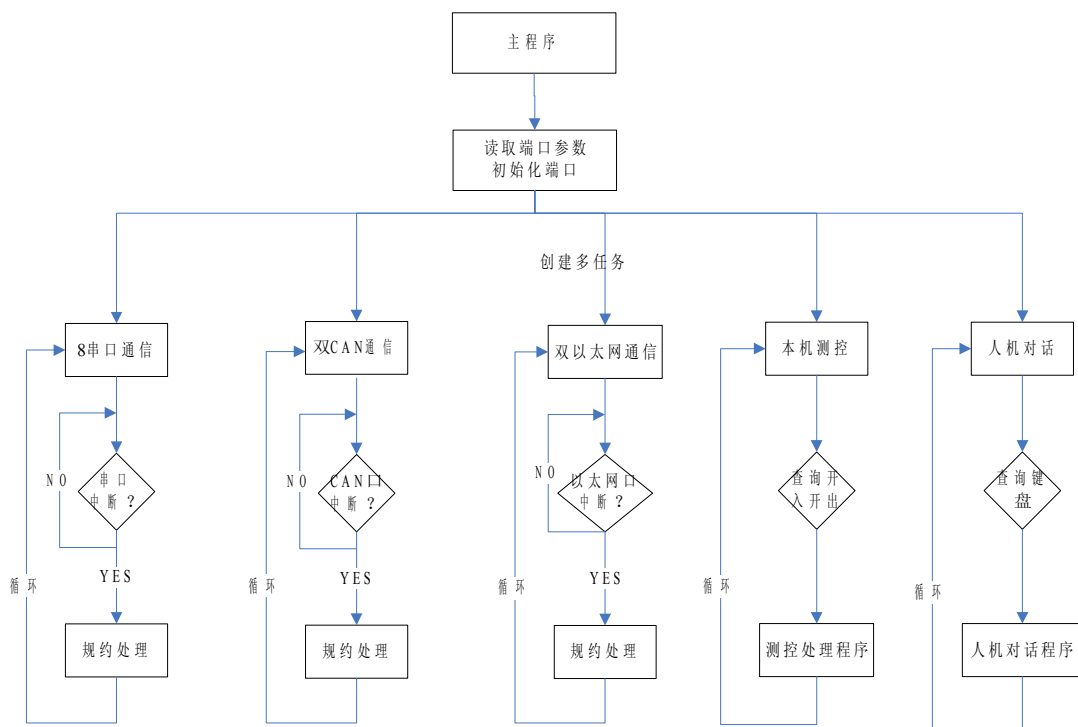 主程序
读取端口参数
初始化端口
创建多任务
8串口通信
双CAN通信
双以太网通信
本机测控
人机对话
NO
串口
中断?
NO
CAN口
中断?
NO
以太网口
中断?
查询开
入开出
查询键
盘
循环
YES
循环
YES
循环
YES
循环
循环
规约处理
规约处理
规约处理
测控处理程序
人机对话程序